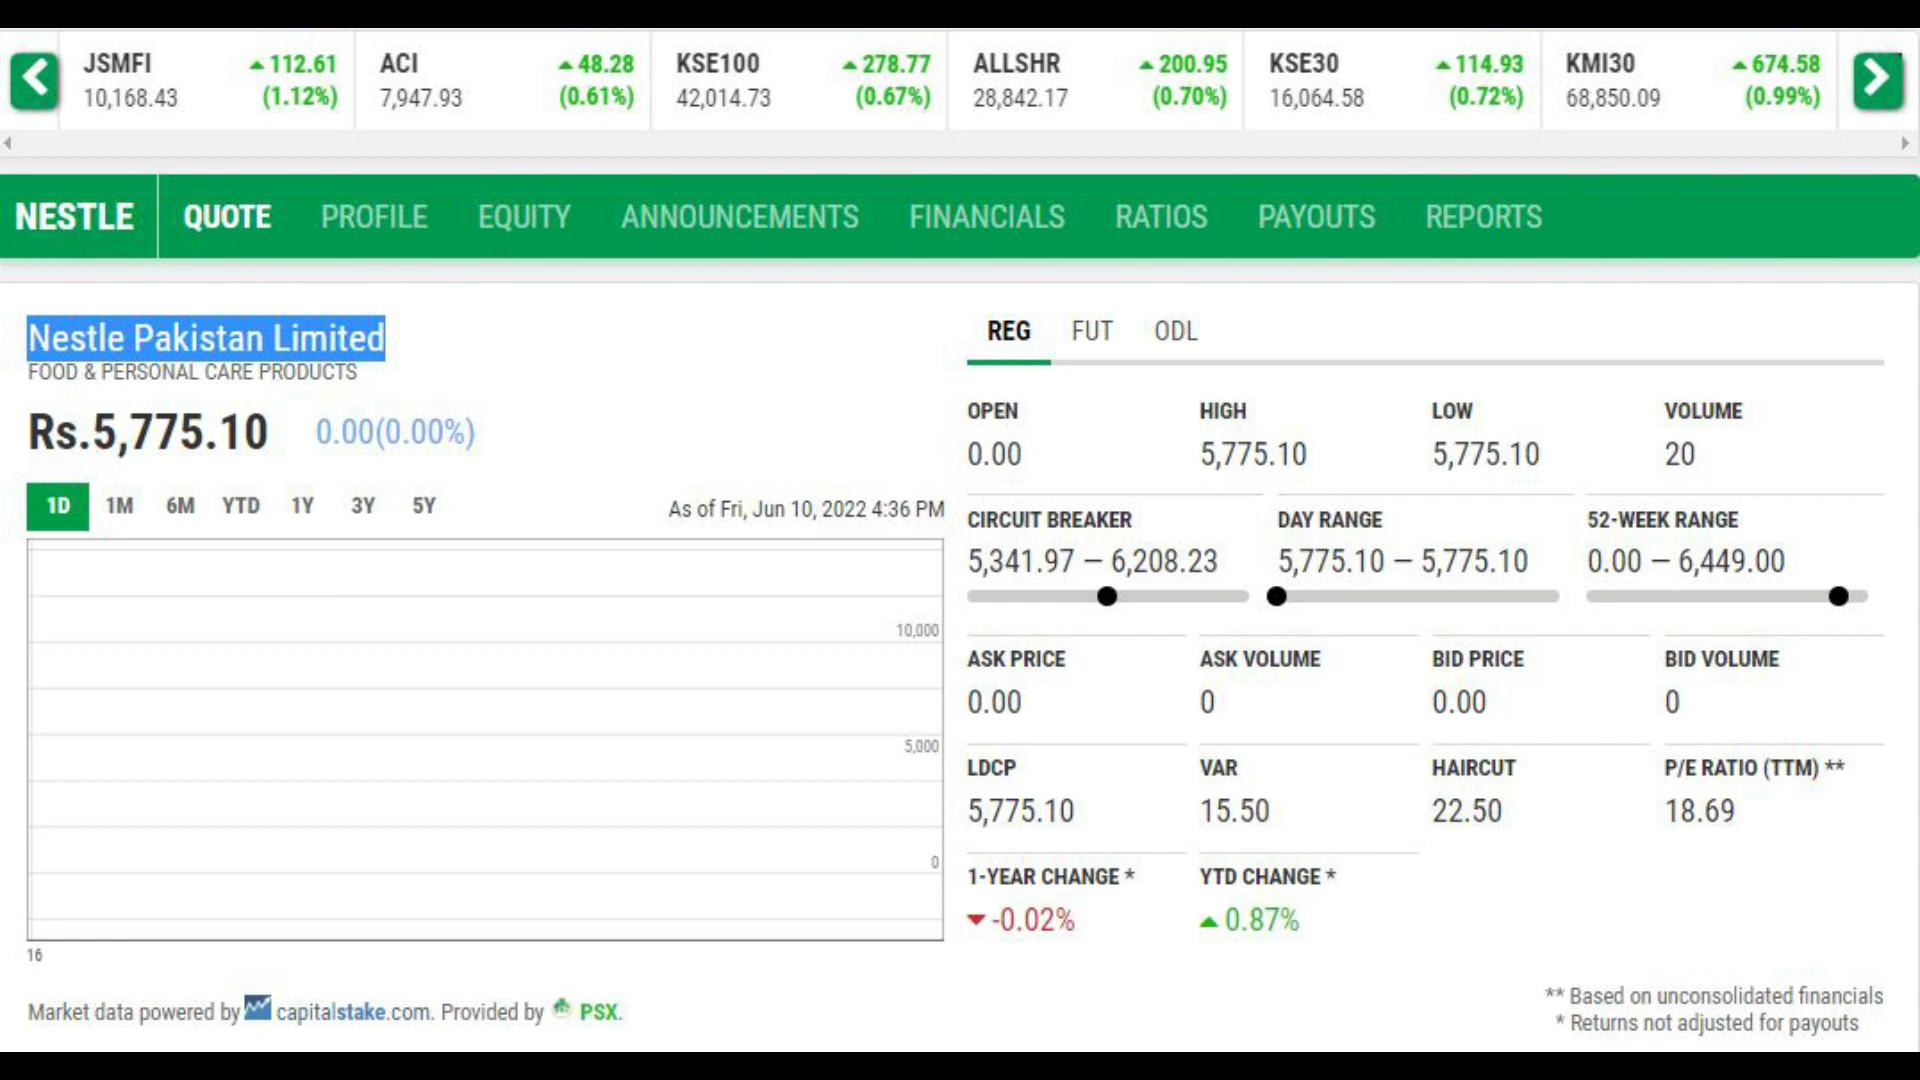 JSMFI ▲112.61 ACI ▲48.28 KSE100 ▲278.77 ALLSHR ▲200.95 KSE30 ▲114.93 KMI30 ▲674.58
10,168.43 (1.12%) 7,947.93 (0.61%) 42,014.73 (0.67%) 28,842.17 (0.70%) 16,064.58 (0.72%) 68,850.09 (0.99%)
NESTLE QUOTE PROFILE EQUITY ANNOUNCEMENTS FINANCIALS RATIOS PAYOUTS REPORTS
Nestle Pakistan Limited
FOOD & PERSONAL CARE PRODUCTS
Rs.5,775.10 0.00(0.00%)
1D 1M 6M YTD 1Y 3Y 5Y
As of Fri, Jun 10, 2022 4:36 PM
10,000
5,000
0
16
Market data powered by capitalstake.com. Provided by PSX.
REG FUT ODL
OPEN HIGH LOW VOLUME
0.00 5,775.10 5,775.10 20
CIRCUIT BREAKER DAY RANGE 52-WEEK RANGE
5,341.97 — 6,208.23 5,775.10 — 5,775.10 0.00 — 6,449.00
ASK PRICE ASK VOLUME BID PRICE BID VOLUME
0.00 0 0.00 0
LDCP VAR HAIRCUT P/E RATIO (TTM) **
5,775.10 15.50 22.50 18.69
1-YEAR CHANGE * YTD CHANGE *
▼-0.02% ▲0.87%
** Based on unconsolidated financials
* Returns not adjusted for payouts